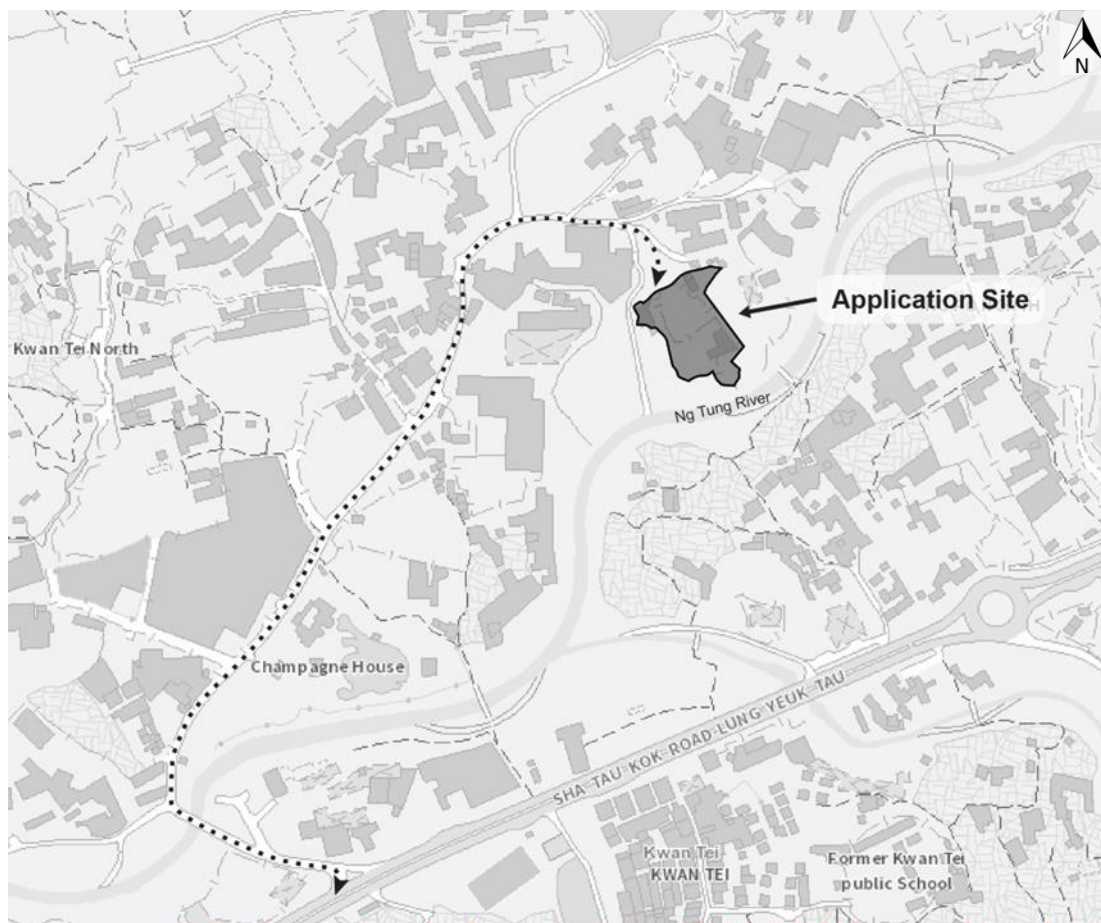 N
Application Site
Kwan Tei North
Ng Tung River
Champagne House
SHA TAU KOK ROAD LUNG YEUK TAU
Kwan Tei
KWAN TEI
Former Kwan Tei
public School